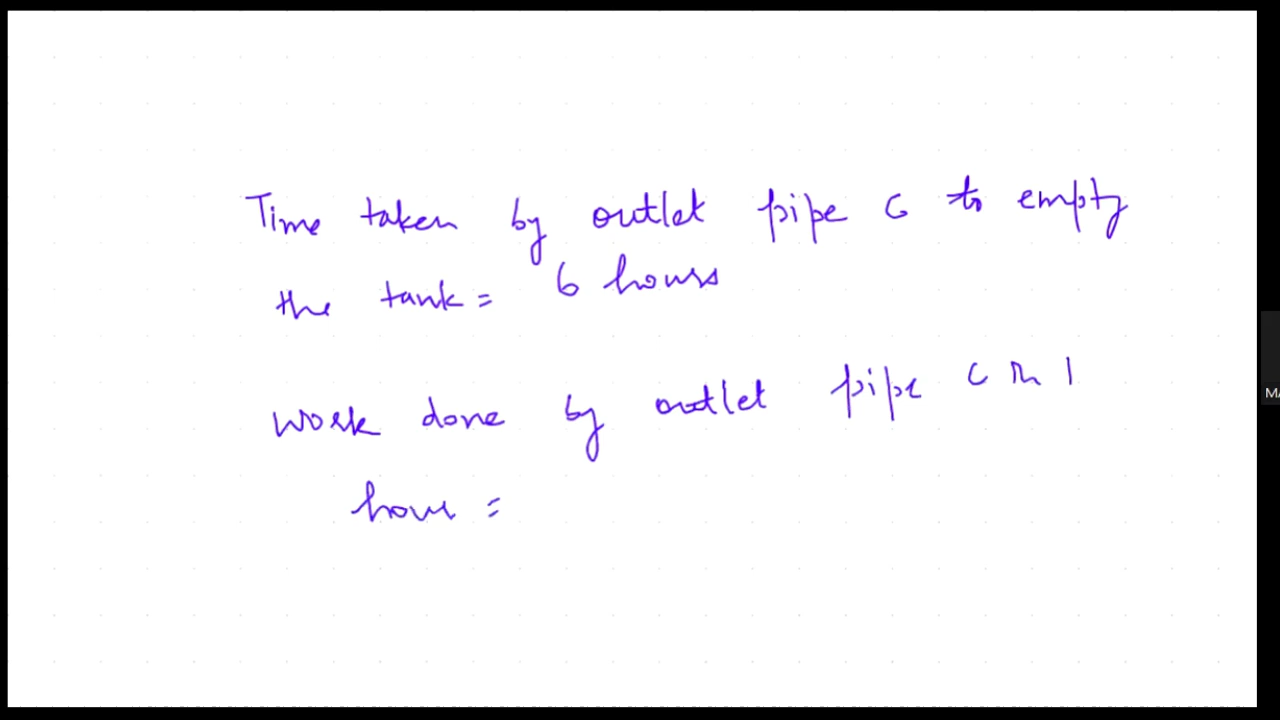 Time taken by outlet pipe C to empty
the tank = 6 hours
Work done by outlet pipe C in 1
hour =
MA